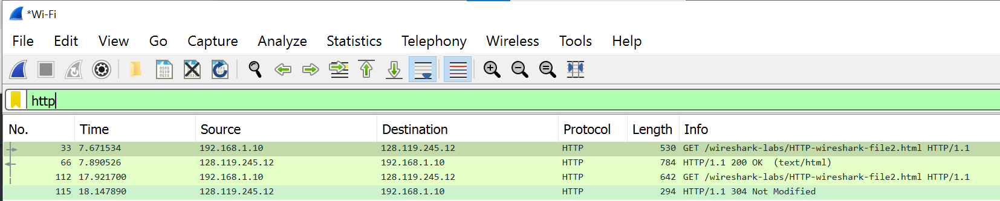 *Wi-Fi
File Edit View Go Capture Analyze Statistics Telephony Wireless Tools Help
http
No. Time Source Destination Protocol Length Info
33 7.671534 192.168.1.10 128.119.245.12 HTTP 530 GET /wireshark-labs/HTTP-wireshark-file2.html HTTP/1.1
66 7.890526 128.119.245.12 192.168.1.10 HTTP 784 HTTP/1.1 200 OK (text/html)
112 17.921700 192.168.1.10 128.119.245.12 HTTP 642 GET /wireshark-labs/HTTP-wireshark-file2.html HTTP/1.1
115 18.147890 128.119.245.12 192.168.1.10 HTTP 294 HTTP/1.1 304 Not Modified